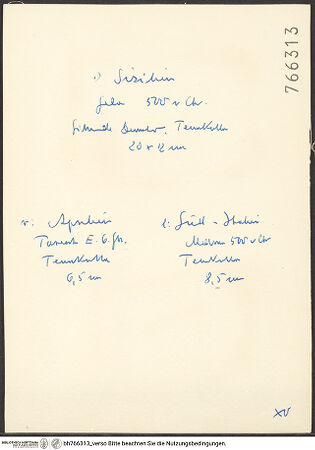 766313
1) Sizilien
Gela 500 v Chr.
Sitzende Demeter, Terrakotta
20 x 12 cm
r: Apulien
Tarent E. 6. Jh.
Terrakotta
6,5 cm
l: Süd-Italien
500 v Chr
Terrakotta
8,5 cm
XV
bh766313_verso Bitte beachten Sie die Nutzungsbedingungen.